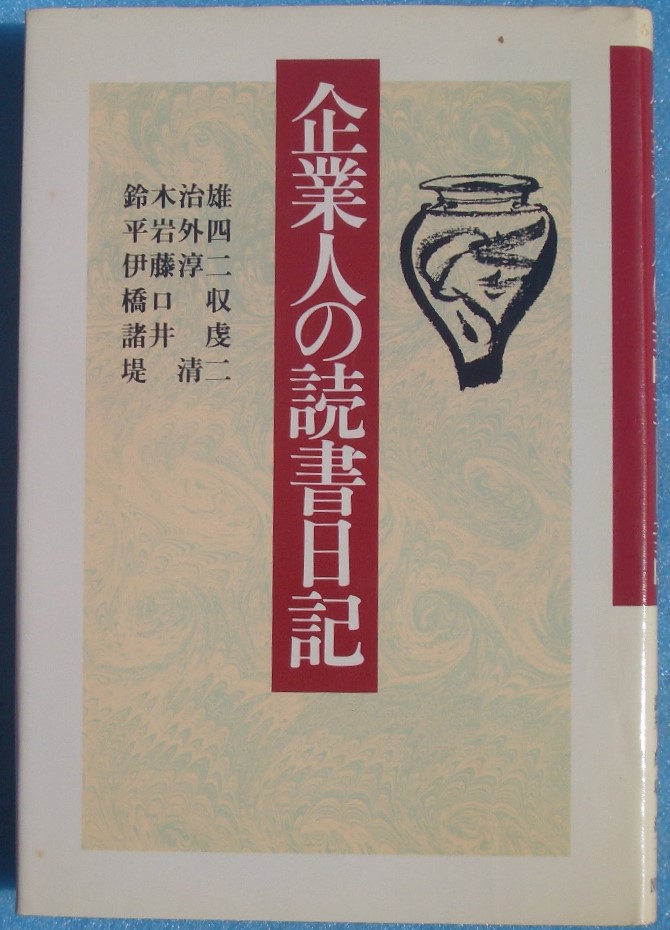 企業人の読書日記
鈴木治雄
平岩外四
伊藤淳二
橋口収
諸井虔
堤清二